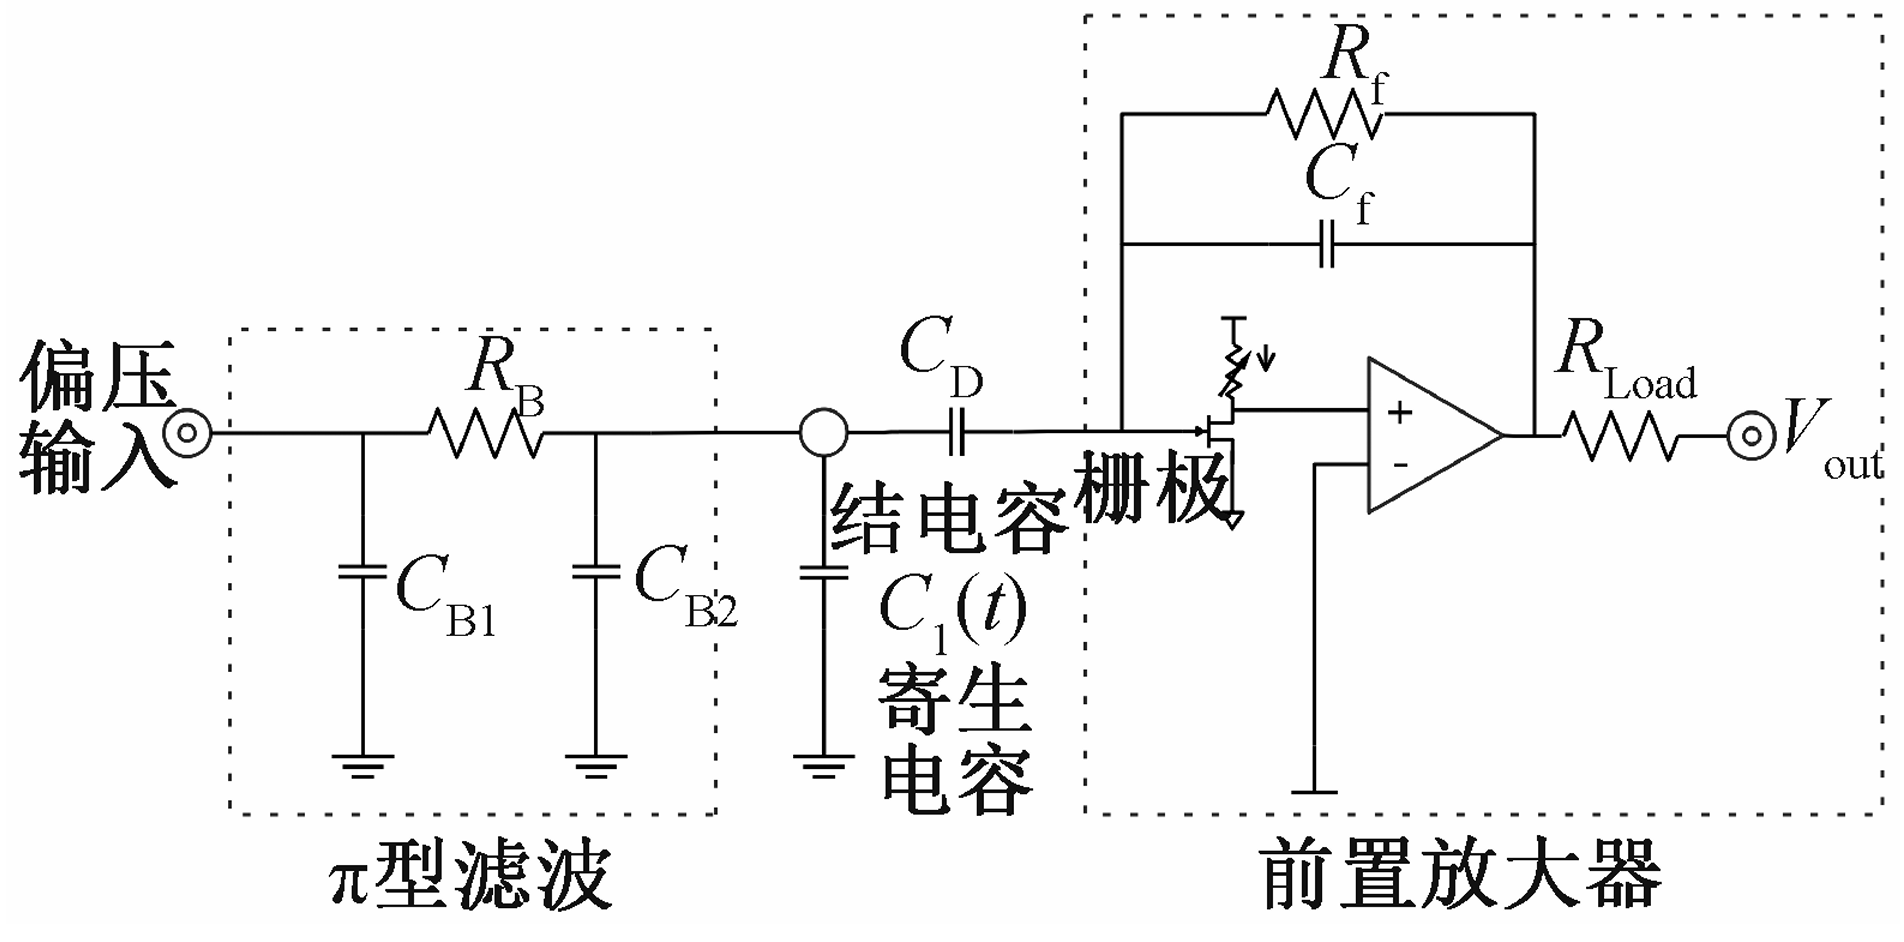 R_f
C_f
偏压
输入
R_B
C_B1
C_B2
C_D
结电容
C_1(t)
寄生
电容
栅极
+
-
R_Load
V_out
π型滤波
前置放大器